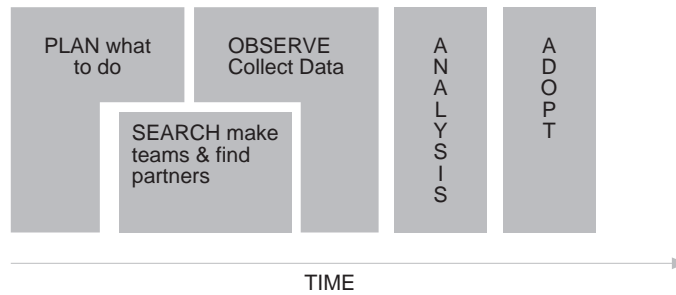 PLAN what
to do
OBSERVE
Collect Data
SEARCH make
teams & find
partners
A
N
A
L
Y
S
I
S
A
D
O
P
T
TIME